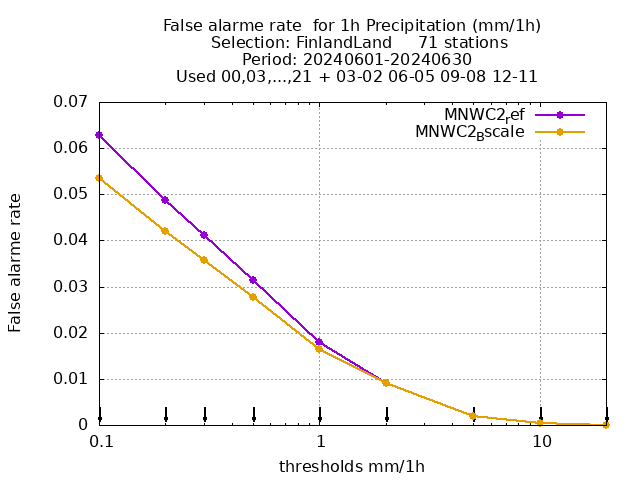 False alarme rate  for 1h Precipitation (mm/1h)
Selection: FinlandLand     71 stations
Period: 20240601-20240630
Used 00,03,...,21 + 03-02 06-05 09-08 12-11
MNWC2ref
MNWC2Bscale
0.07
0.06
0.05
0.04
0.03
0.02
0.01
0
False alarme rate
0.1
1
10
thresholds mm/1h